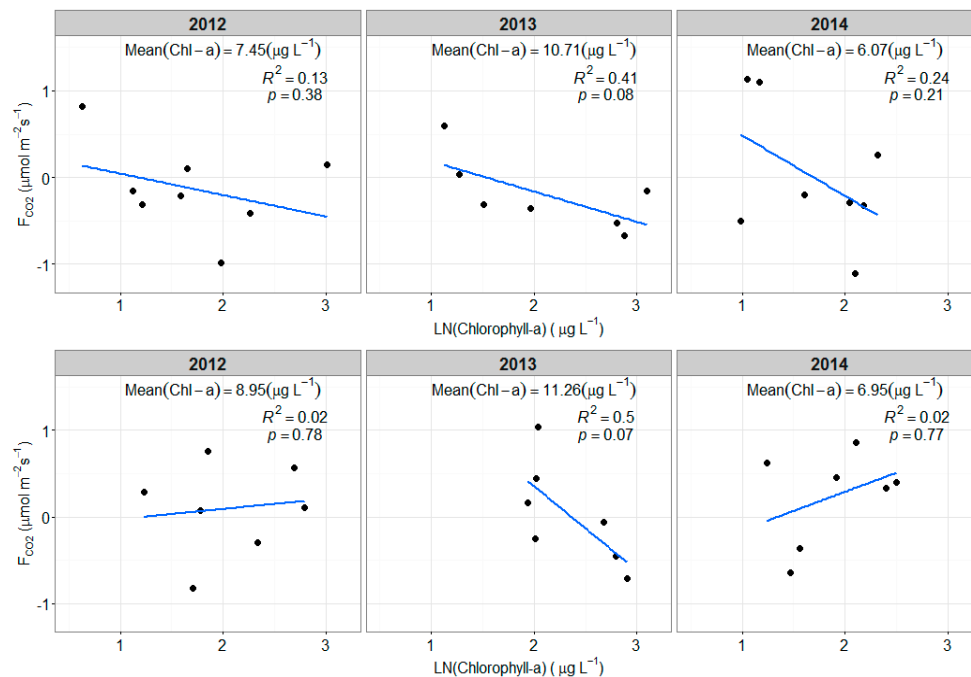 2012 2013 2014
Mean(Chl−a) = 7.45(µg L⁻¹) Mean(Chl−a) = 10.71(µg L⁻¹) Mean(Chl−a) = 6.07(µg L⁻¹)
R² = 0.13 R² = 0.41 R² = 0.24
p = 0.38 p = 0.08 p = 0.21
F_CO2 (µmol m⁻²s⁻¹)
1
0
-1
1 2 3 1 2 3 1 2 3
LN(Chlorophyll-a) ( µg L⁻¹)
2012 2013 2014
Mean(Chl−a) = 8.95(µg L⁻¹) Mean(Chl−a) = 11.26(µg L⁻¹) Mean(Chl−a) = 6.95(µg L⁻¹)
R² = 0.02 R² = 0.5 R² = 0.02
p = 0.78 p = 0.07 p = 0.77
F_CO2 (µmol m⁻²s⁻¹)
1
0
-1
1 2 3 1 2 3 1 2 3
LN(Chlorophyll-a) ( µg L⁻¹)